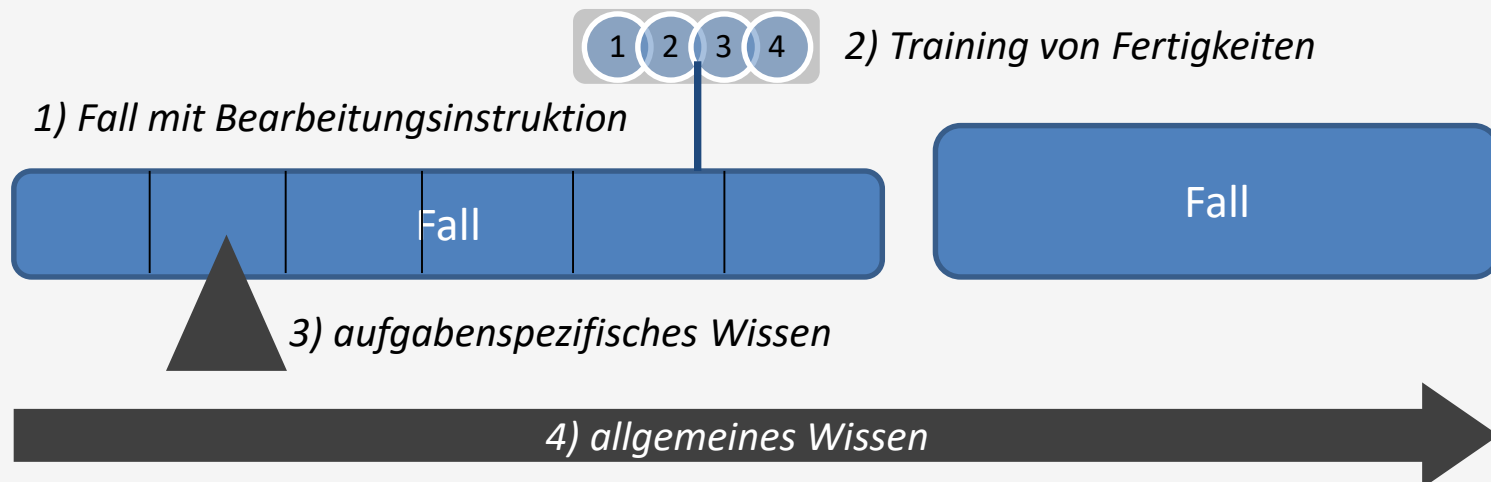 1 2 3 4
2) Training von Fertigkeiten
1) Fall mit Bearbeitungsinstruktion
Fall
Fall
3) aufgabenspezifisches Wissen
4) allgemeines Wissen